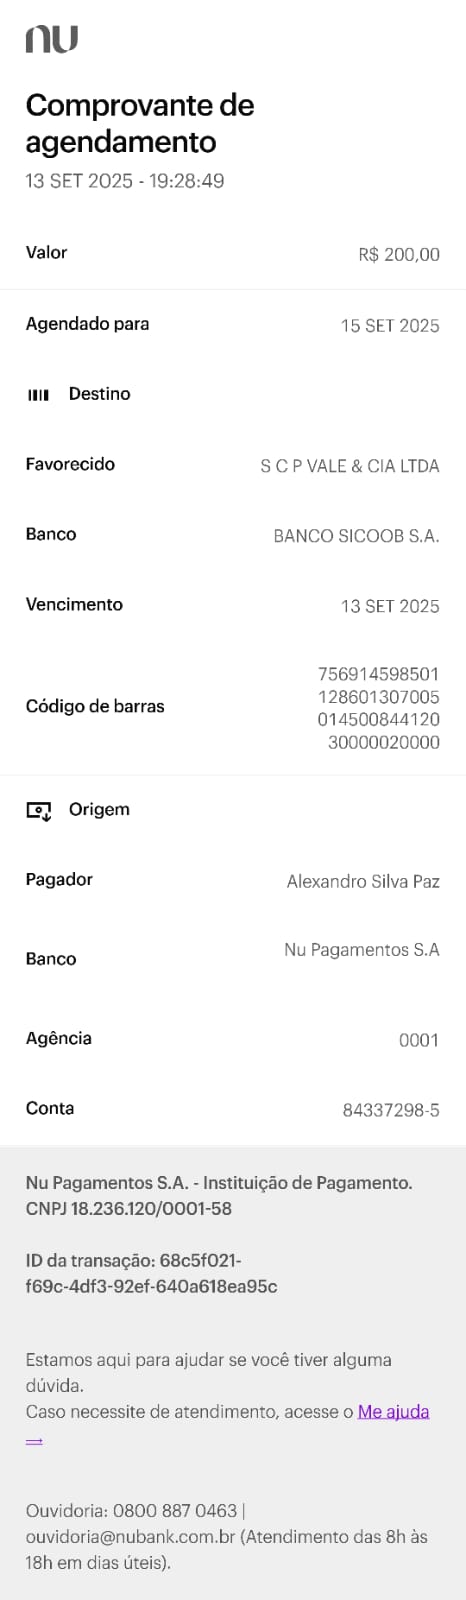 nu
Comprovante de
agendamento
13 SET 2025 - 19:28:49
Valor R$ 200,00
Agendado para 15 SET 2025
Destino
Favorecido S C P VALE & CIA LTDA
Banco BANCO SICOOB S.A.
Vencimento 13 SET 2025
756914598501
128601307005
Código de barras
014500844120
30000020000
Origem
Pagador Alexandro Silva Paz
Banco Nu Pagamentos S.A
Agência 0001
Conta 84337298-5
Nu Pagamentos S.A. - Instituição de Pagamento.
CNPJ 18.236.120/0001-58
ID da transação: 68c5f021-
f69c-4df3-92ef-640a618ea95c
Estamos aqui para ajudar se você tiver alguma
dúvida.
Caso necessite de atendimento, acesse o Me ajuda
→
Ouvidoria: 0800 887 0463 |
ouvidoria@nubank.com.br (Atendimento das 8h às
18h em dias úteis).